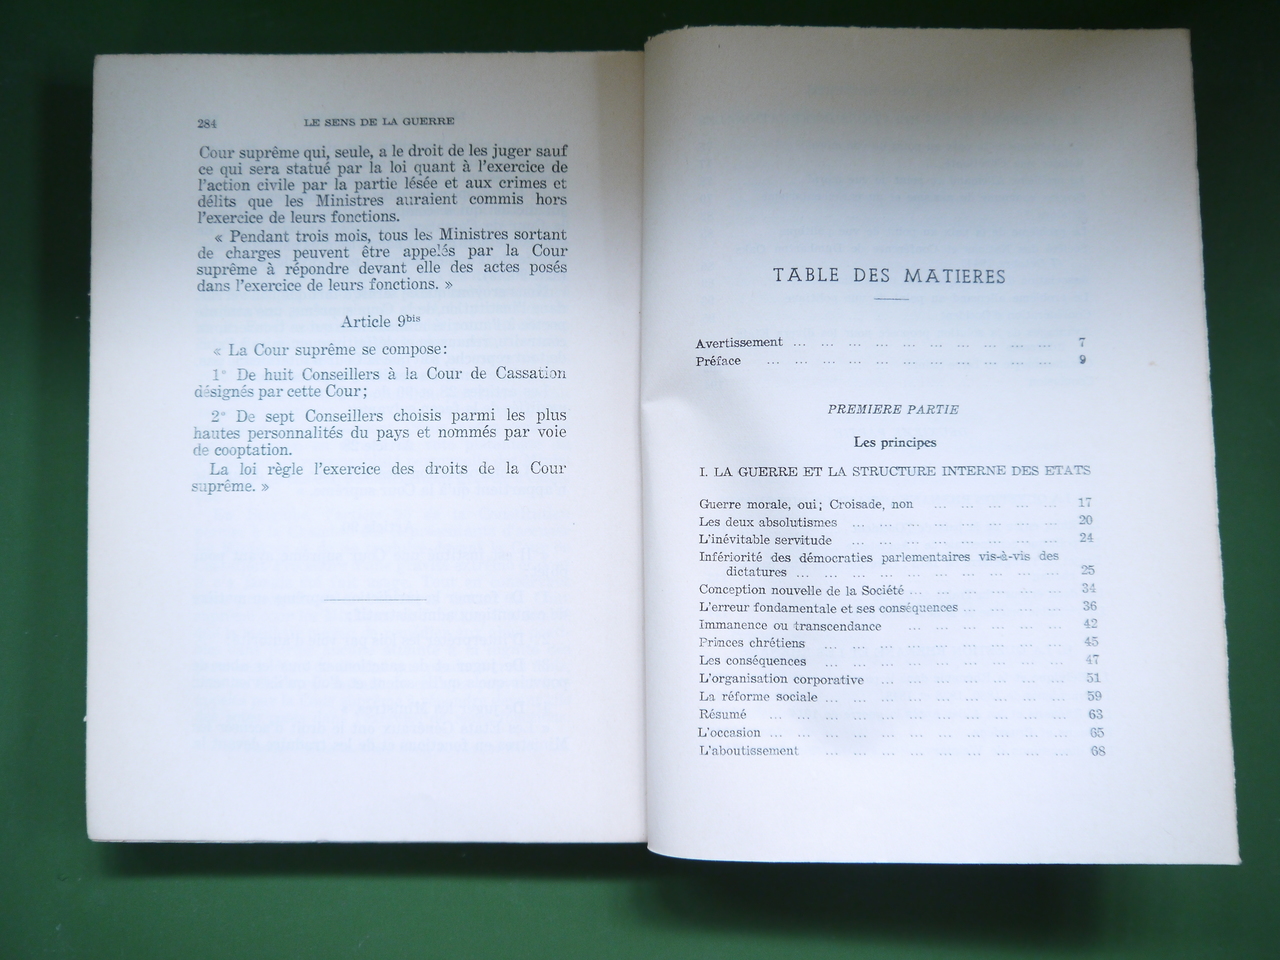 284 LE SENS DE LA GUERRE
Cour suprême qui, seule, a le droit de les juger sauf
ce qui sera statué par la loi quant à l'exercice de
l'action civile par la partie lésée et aux crimes et
délits que les Ministres auraient commis hors
l'exercice de leurs fonctions.
« Pendant trois mois, tous les Ministres sortant
de charges peuvent être appelés par la Cour
suprême à répondre devant elle des actes posés
dans l'exercice de leurs fonctions. »
Article 9bis
« La Cour suprême se compose:
1° De huit Conseillers à la Cour de Cassation
désignés par cette Cour;
2° De sept Conseillers choisis parmi les plus
hautes personnalités du pays et nommés par voie
de cooptation.
La loi règle l'exercice des droits de la Cour
suprême. »
TABLE DES MATIERES
Avertissement ... ... ... ... ... ... ... ... ... 7
Préface ... ... ... ... ... ... ... ... ... 9
PREMIERE PARTIE
Les principes
I. LA GUERRE ET LA STRUCTURE INTERNE DES ETATS
Guerre morale, oui; Croisade, non ... ... ... ... 17
Les deux absolutismes ... ... ... ... ... ... ... 20
L'inévitable servitude ... ... ... ... ... ... ... 24
Infériorité des démocraties parlementaires vis-à-vis des
dictatures ... ... ... ... ... ... ... ... 25
Conception nouvelle de la Société ... ... ... ... ... 34
L'erreur fondamentale et ses conséquences ... ... ... 36
Immanence ou transcendance ... ... ... ... ... 42
Princes chrétiens ... ... ... ... ... ... ... 45
Les conséquences ... ... ... ... ... ... ... 47
L'organisation corporative ... ... ... ... ... ... 51
La réforme sociale ... ... ... ... ... ... ... 59
Résumé ... ... ... ... ... ... ... ... ... 63
L'occasion ... ... ... ... ... ... ... ... ... 65
L'aboutissement ... ... ... ... ... ... ... 68